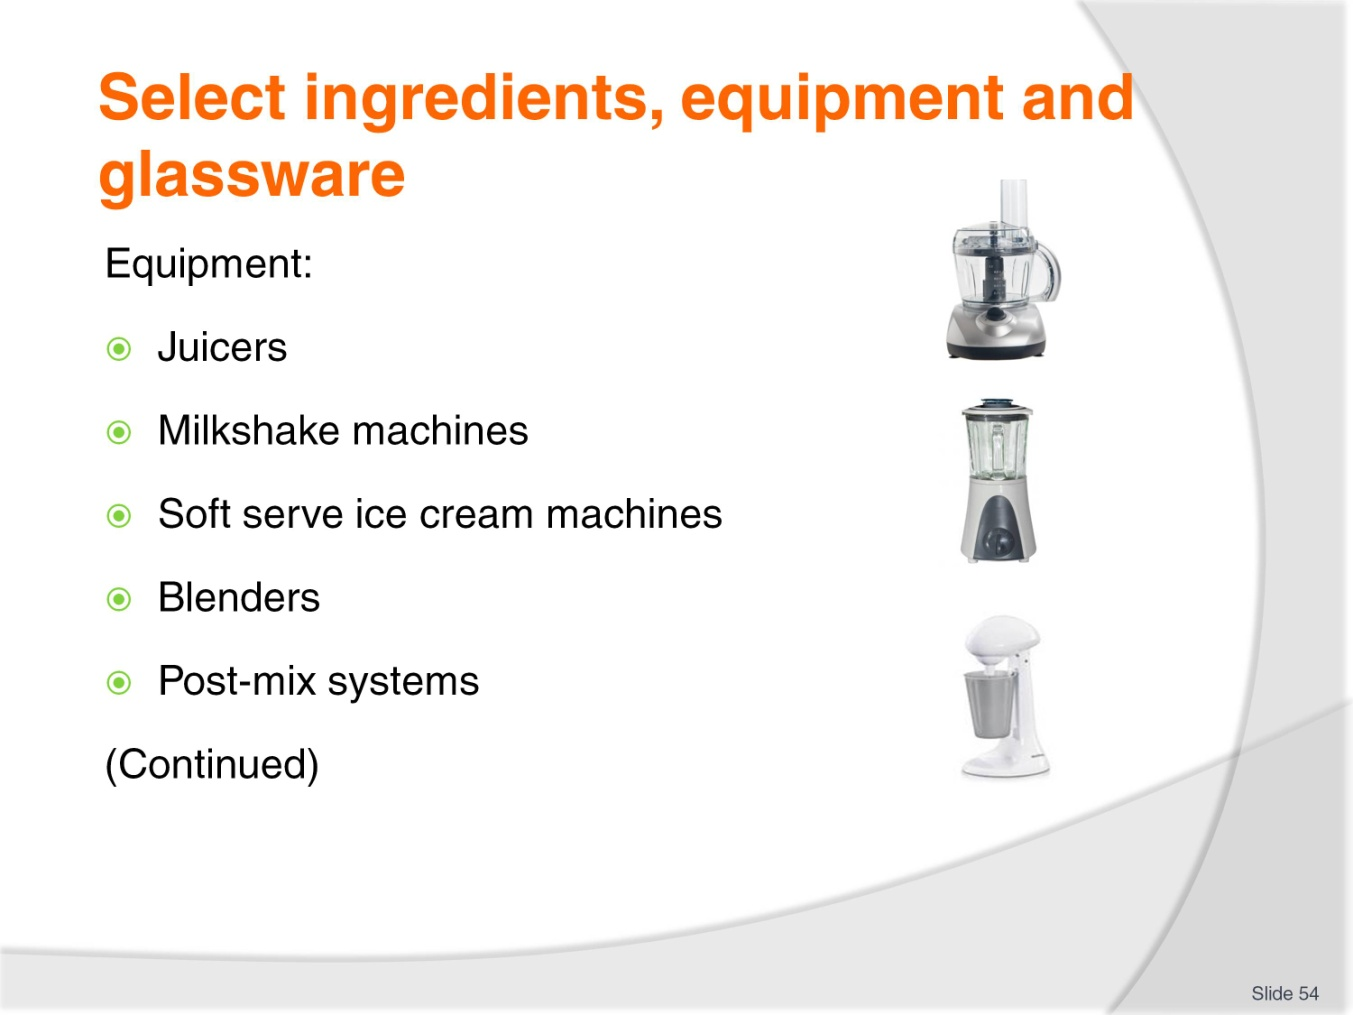 Select ingredients, equipment and
glassware
Equipment:
Juicers
Milkshake machines
Soft serve ice cream machines
Blenders
Post-mix systems
(Continued)
Slide 54